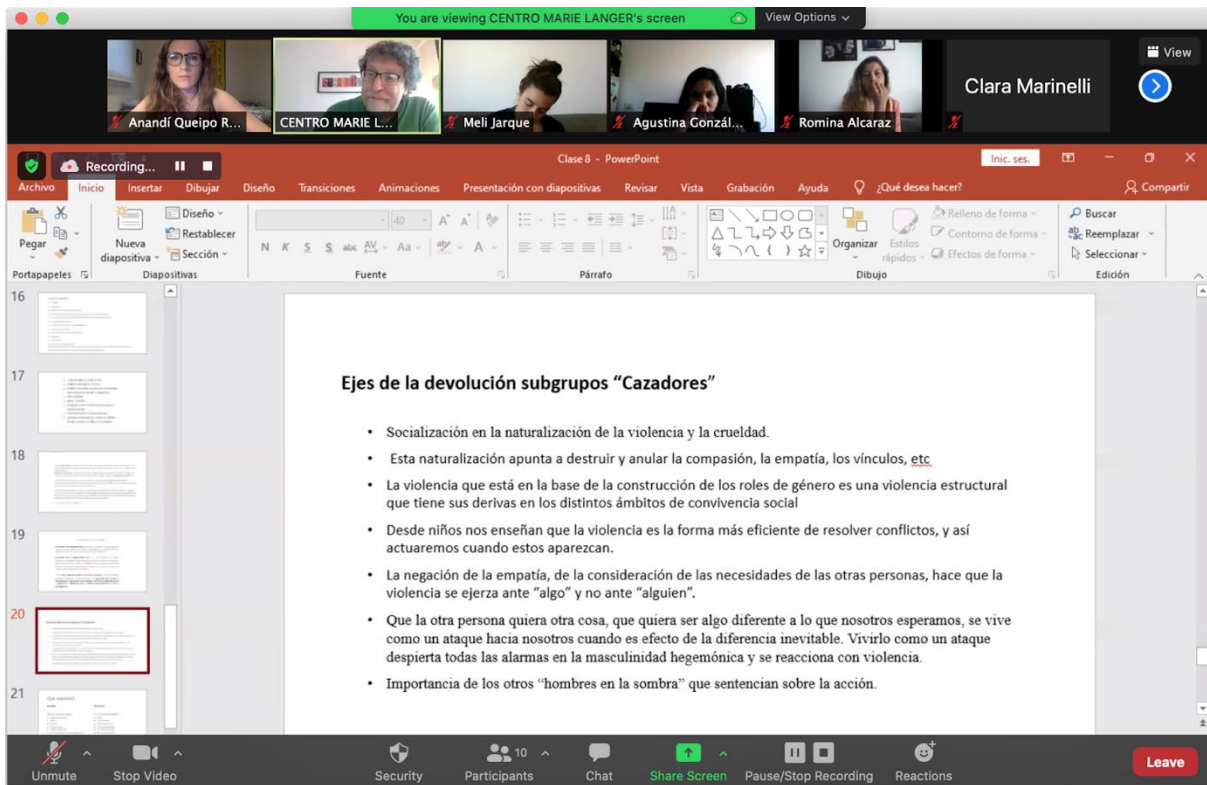 You are viewing CENTRO MARIE LANGER's screen
View Options
View
Anandí Queipo R...
CENTRO MARIE L...
Meli Jarque
Agustina Gonzál...
Romina Alcaraz
Clara Marinelli
Recording...
Clase 8 - PowerPoint
Inic. ses.
Archivo Inicio Insertar Dibujar Diseño Transiciones Animaciones Presentación con diapositivas Revisar Vista Grabación Ayuda ¿Qué desea hacer? Compartir
Pegar
Nueva diapositiva
Diseño
Restablecer
Sección
40
N K S S abc AV Aa A
Organizar
Estilos rápidos
Relleno de forma
Contorno de forma
Efectos de forma
Buscar
Reemplazar
Seleccionar
Portapapeles Diapositivas Fuente Párrafo Dibujo Edición
16
17
18
19
20
21
Ejes de la devolución subgrupos “Cazadores”
• Socialización en la naturalización de la violencia y la crueldad.
• Esta naturalización apunta a destruir y anular la compasión, la empatía, los vínculos, etc
• La violencia que está en la base de la construcción de los roles de género es una violencia estructural
que tiene sus derivas en los distintos ámbitos de convivencia social
• Desde niños nos enseñan que la violencia es la forma más eficiente de resolver conflictos, y así
actuaremos cuando estos aparezcan.
• La negación de la empatía, de la consideración de las necesidades de las otras personas, hace que la
violencia se ejerza ante “algo” y no ante “alguien”.
• Que la otra persona quiera otra cosa, que quiera ser algo diferente a lo que nosotros esperamos, se vive
como un ataque hacia nosotros cuando es efecto de la diferencia inevitable. Vivirlo como un ataque
despierta todas las alarmas en la masculinidad hegemónica y se reacciona con violencia.
• Importancia de los otros “hombres en la sombra” que sentencian sobre la acción.
Unmute
Stop Video
Security
Participants
10
Chat
Share Screen
Pause/Stop Recording
Reactions
Leave